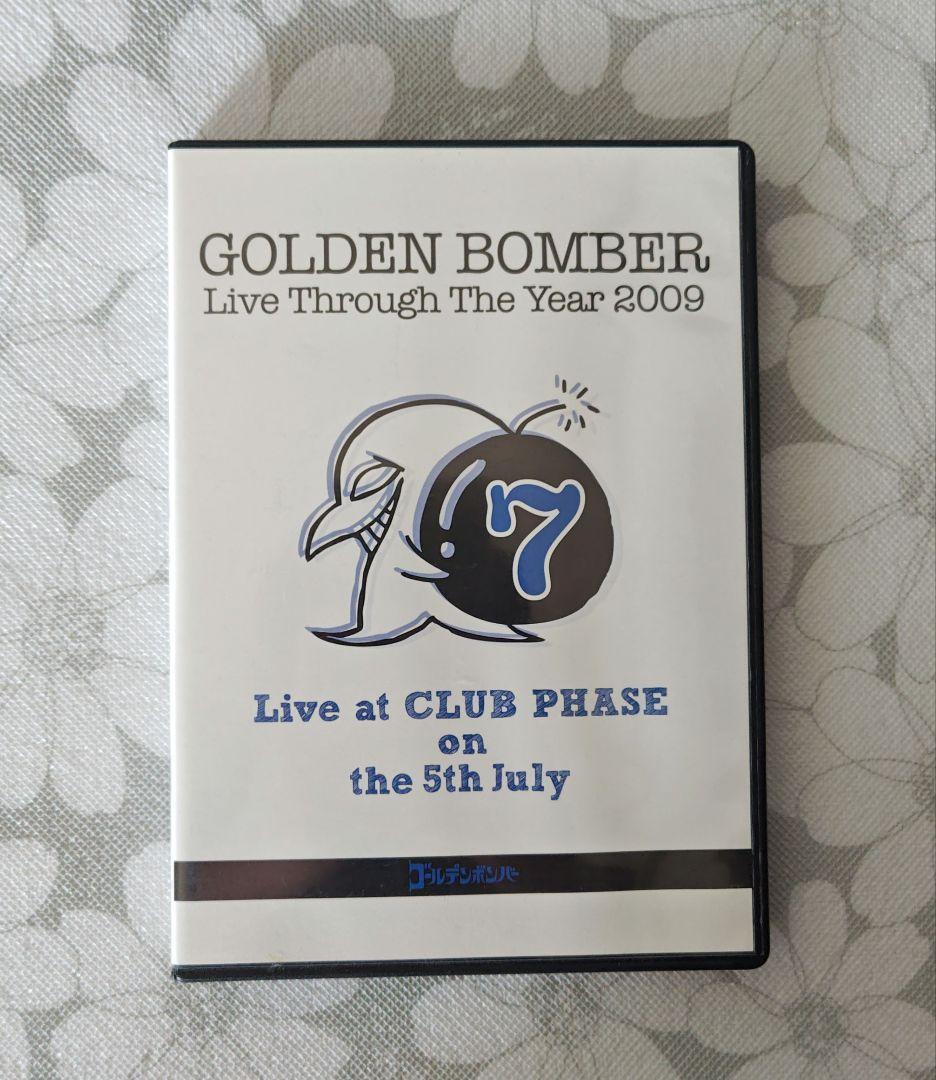 GOLDEN BOMBER
Live Through The Year 2009
7
Live at CLUB PHASE
on
the 5th July
ゴールデンボンバー